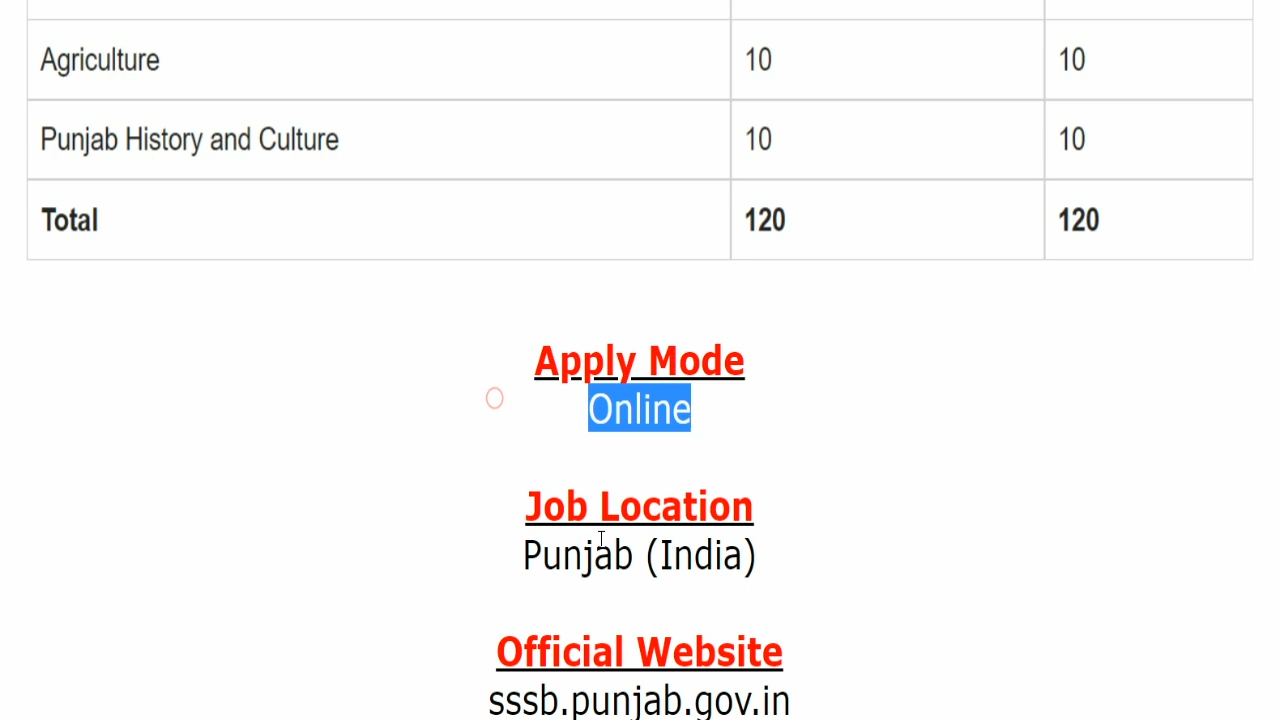 Agriculture 10 10
Punjab History and Culture 10 10
Total 120 120
Apply Mode
Online
Job Location
Punjab (India)
Official Website
sssb.punjab.gov.in